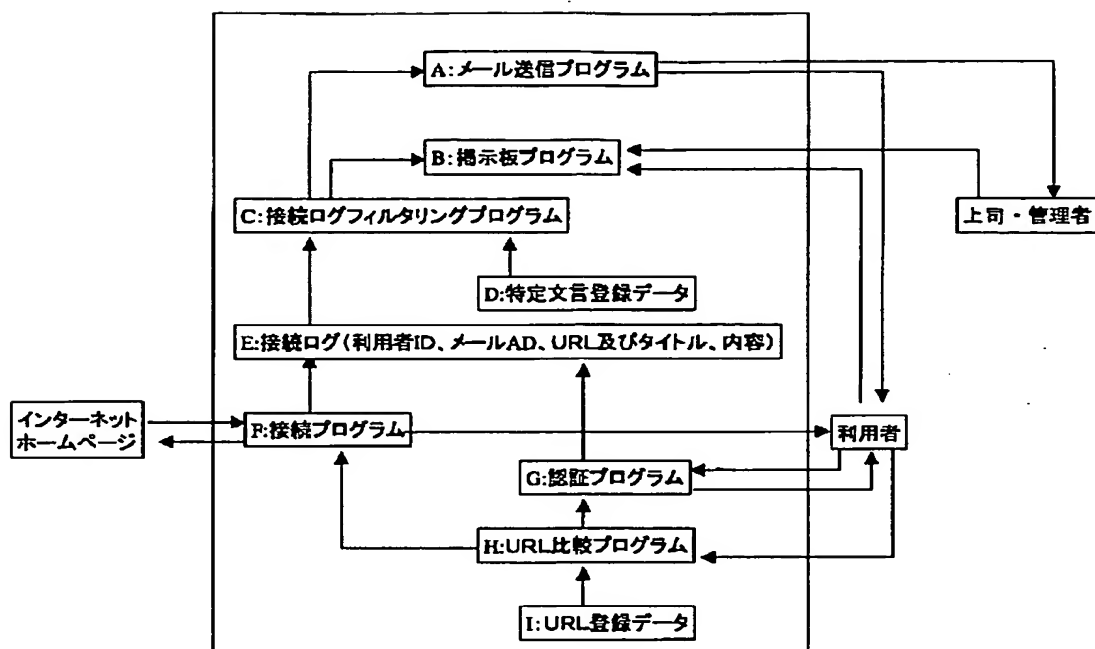 A:メール送信プログラム
B:掲示板プログラム
C:接続ログフィルタリングプログラム
上司・管理者
D:特定文言登録データ
E:接続ログ(利用者ID、メールAD、URL及びタイトル、内容)
インターネット
ホームページ
F:接続プログラム
利用者
G:認証プログラム
H:URL比較プログラム
I:URL登録データ